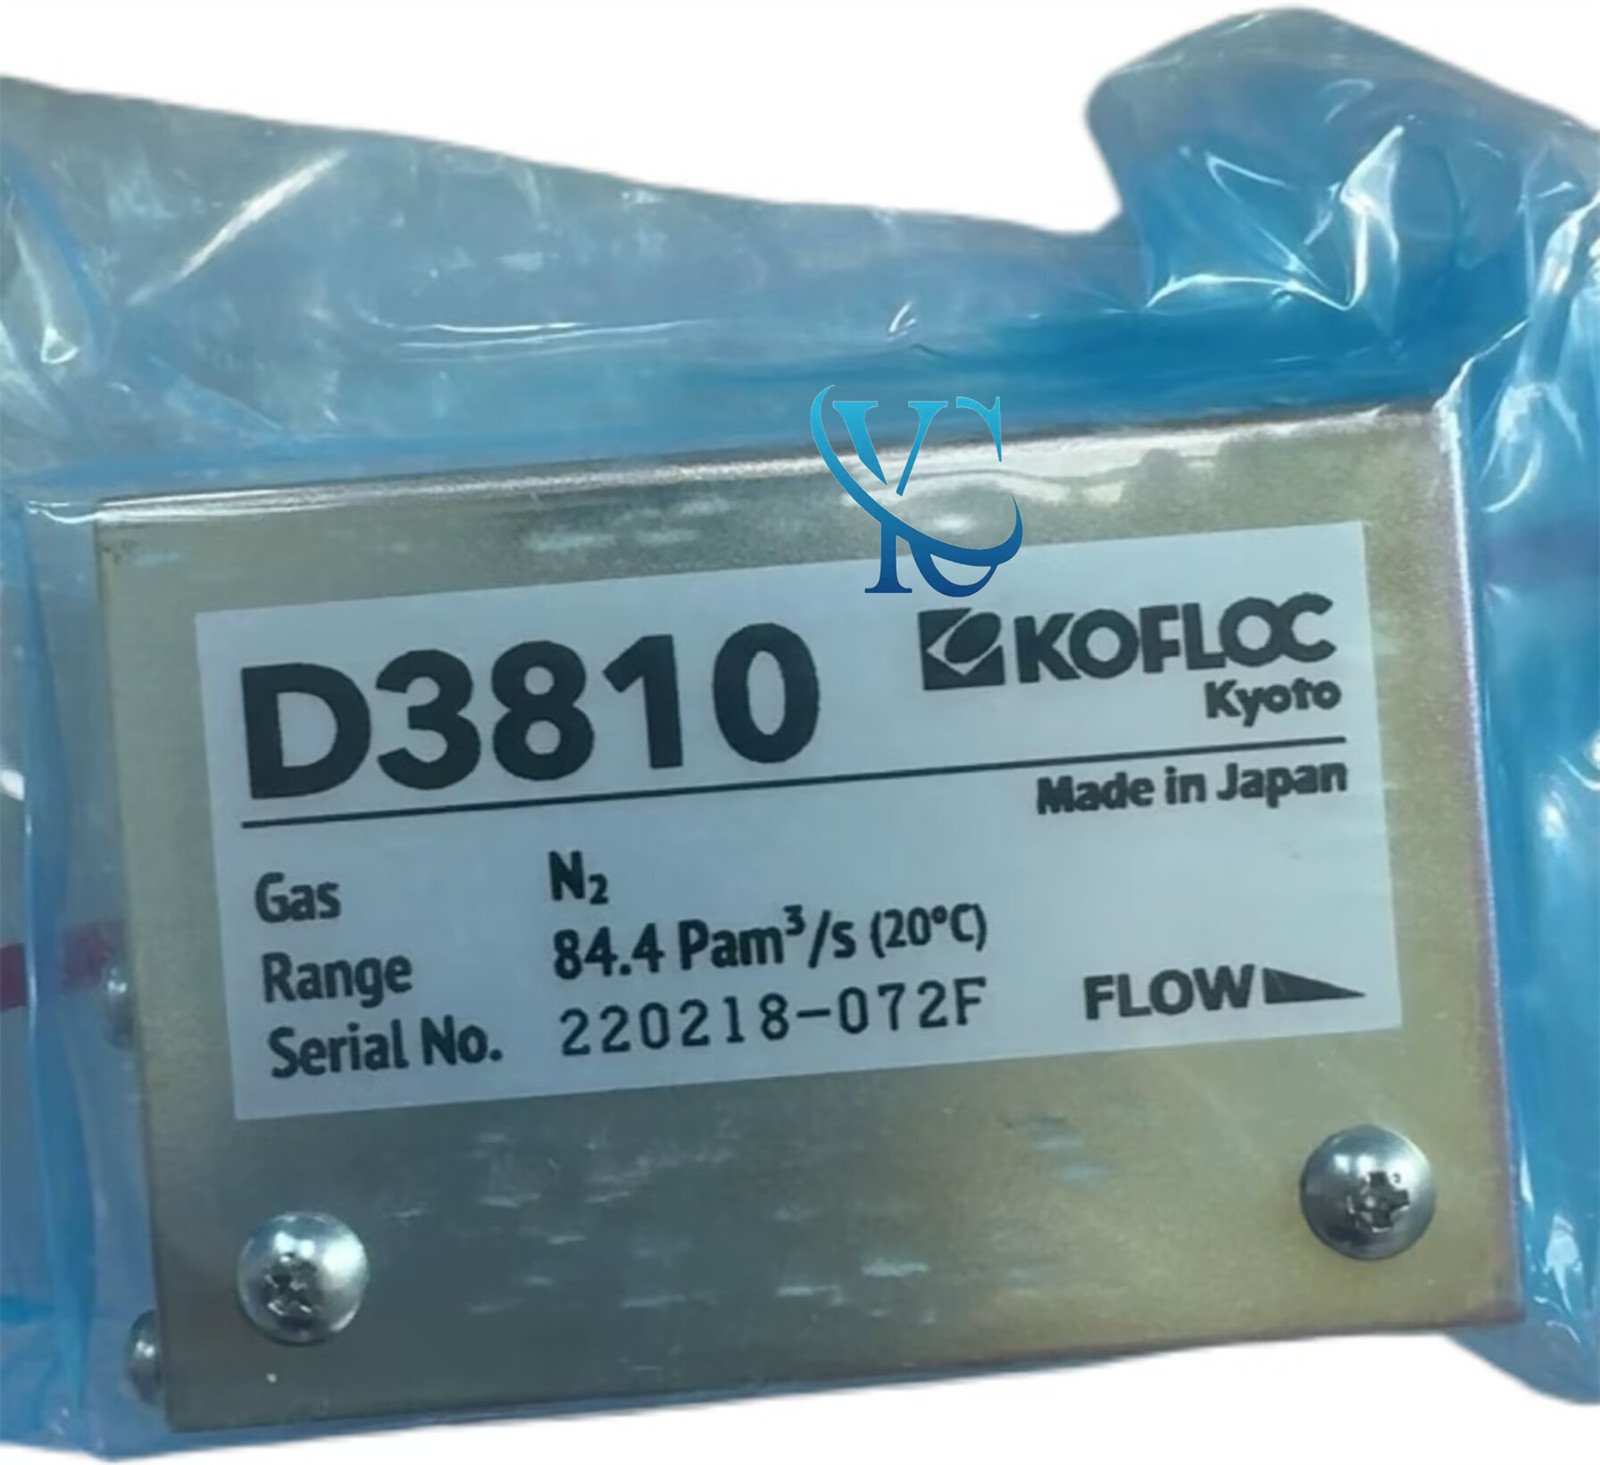 D3810
KOFLOC
Kyoto
Made in Japan
Gas N₂
Range 84.4 Pam³/s (20°C)
Serial No. 220218-072F
FLOW